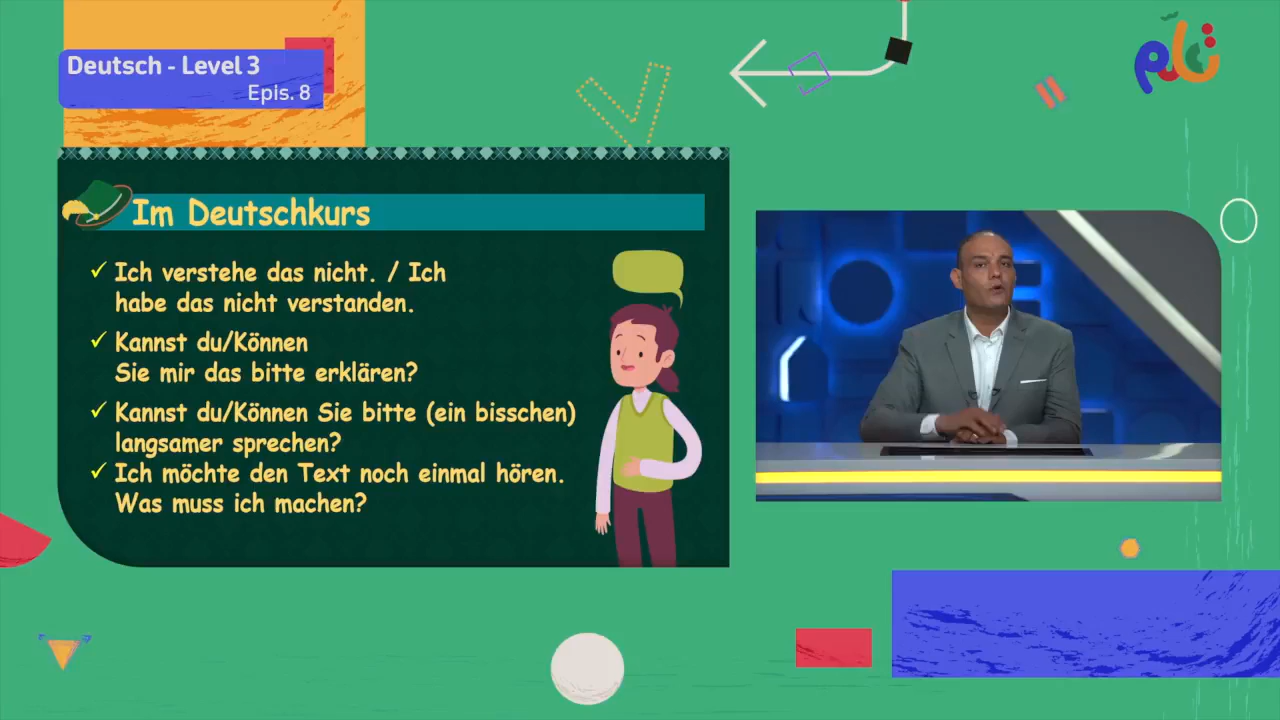 Deutsch - Level 3
Epis. 8
Im Deutschkurs
✓ Ich verstehe das nicht. / Ich
habe das nicht verstanden.
✓ Kannst du/Können
Sie mir das bitte erklären?
✓ Kannst du/Können Sie bitte (ein bisschen)
langsamer sprechen?
✓ Ich möchte den Text noch einmal hören.
Was muss ich machen?